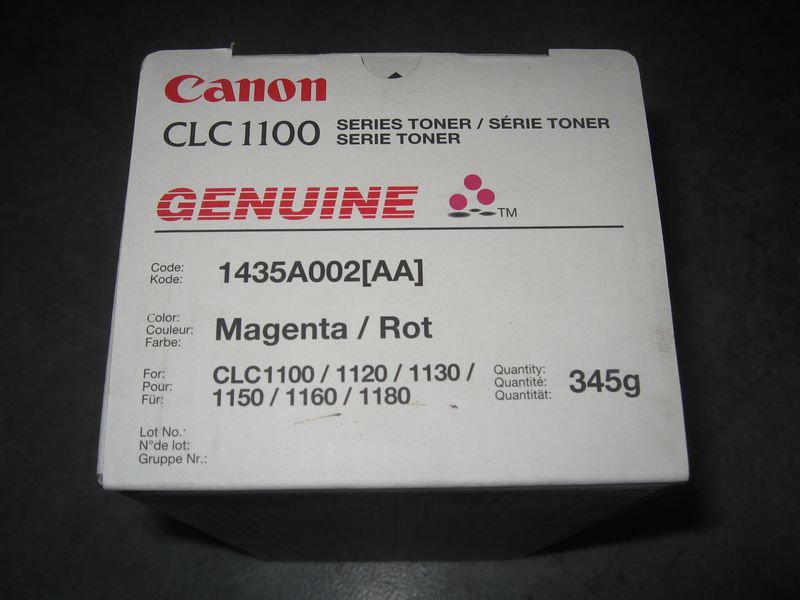 Canon
CLC1100 SERIES TONER / SÉRIE TONER
SERIE TONER
GENUINE TM
Code:
Kode:
1435A002[AA]
Color:
Couleur:
Farbe:
Magenta / Rot
For:
Pour:
Für:
CLC1100 / 1120 / 1130 /
1150 / 1160 / 1180
Quantity:
Quantité:
Quantität:
345g
Lot No.:
N°de lot:
Gruppe Nr.: